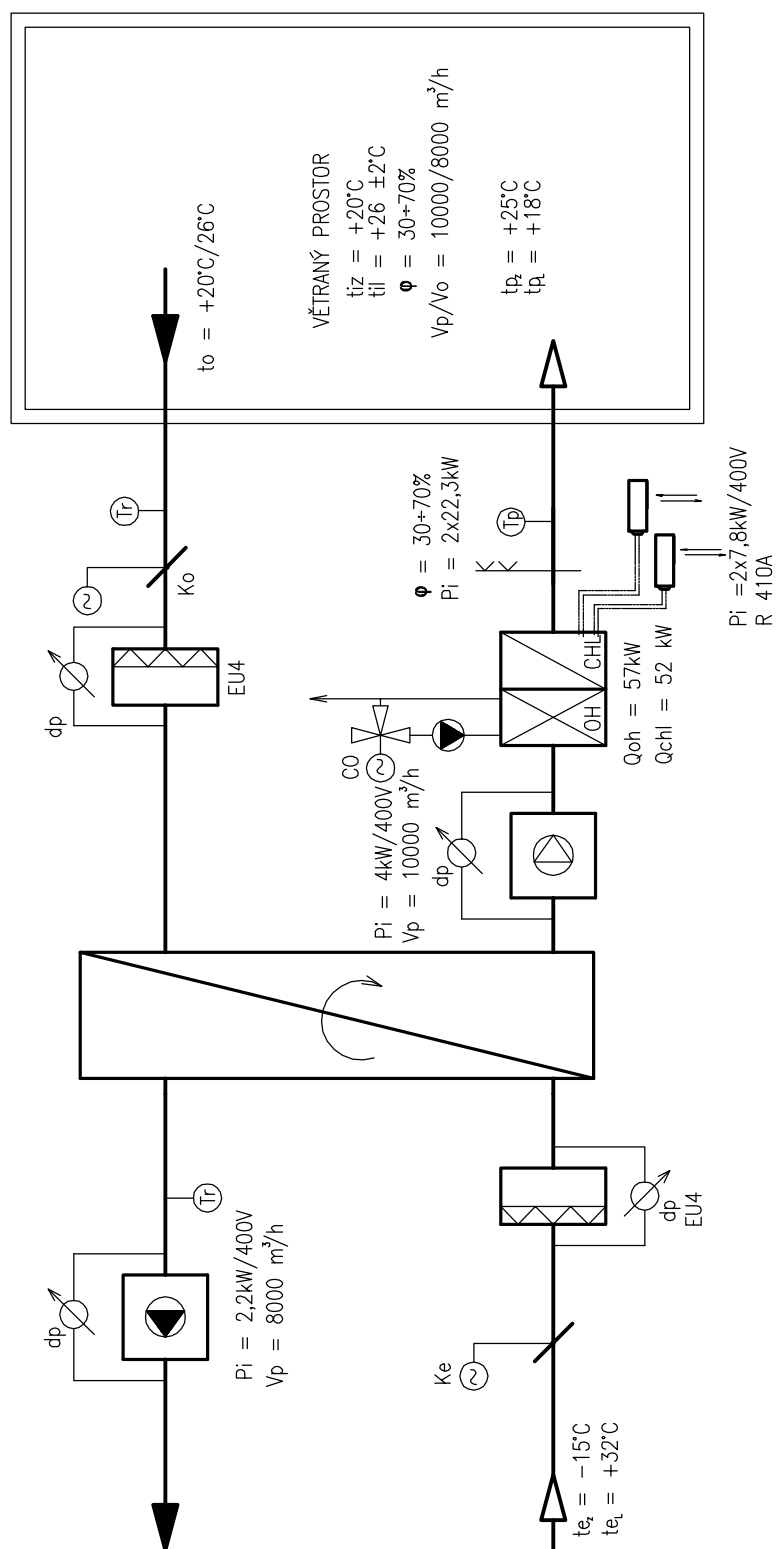 to = +20°C/26°C
VĚTRANÝ PROSTOR
tiz = +20°C
til = +26 ±2°C
φ = 30÷70%
Vp/Vo = 10000/8000 m³/h
tpz = +25°C
tpL = +18°C
Tr
~
Ko
dp
EU4
φ = 30÷70%
Pi = 2x22,3kW
Tp
Pi =2x7,8kW/400V
R 410A
CO
~
OH
CHL
Qoh = 57kW
Qchl = 52 kW
Pi = 4kW/400V
Vp = 10000 m³/h
dp
Tr
dp
Pi = 2,2kW/400V
Vp = 8000 m³/h
dp
EU4
Ke
~
tez = −15°C
teL = +32°C